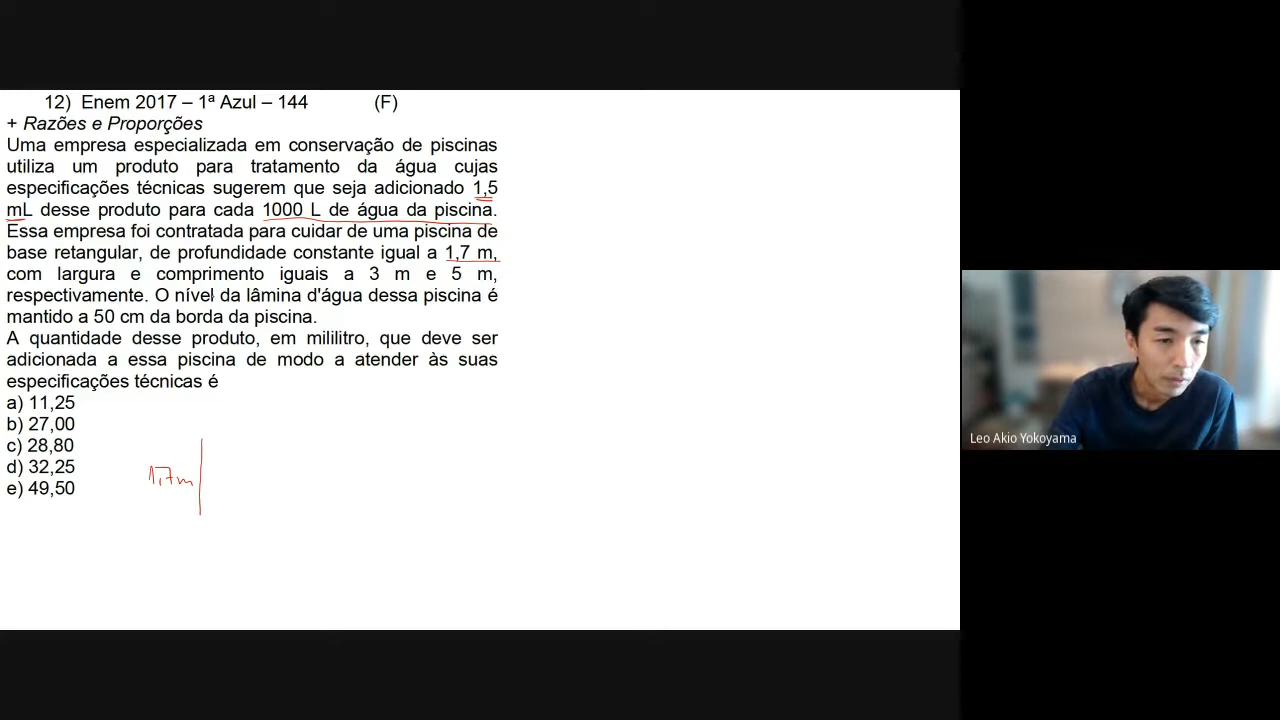 12) Enem 2017 – 1ª Azul – 144 (F)
+ Razões e Proporções
Uma empresa especializada em conservação de piscinas
utiliza um produto para tratamento da água cujas
especificações técnicas sugerem que seja adicionado 1,5
mL desse produto para cada 1000 L de água da piscina.
Essa empresa foi contratada para cuidar de uma piscina de
base retangular, de profundidade constante igual a 1,7 m,
com largura e comprimento iguais a 3 m e 5 m,
respectivamente. O nível da lâmina d'água dessa piscina é
mantido a 50 cm da borda da piscina.
A quantidade desse produto, em mililitro, que deve ser
adicionada a essa piscina de modo a atender às suas
especificações técnicas é
a) 11,25
b) 27,00
c) 28,80
d) 32,25
e) 49,50
1,7m
Leo Akio Yokoyama